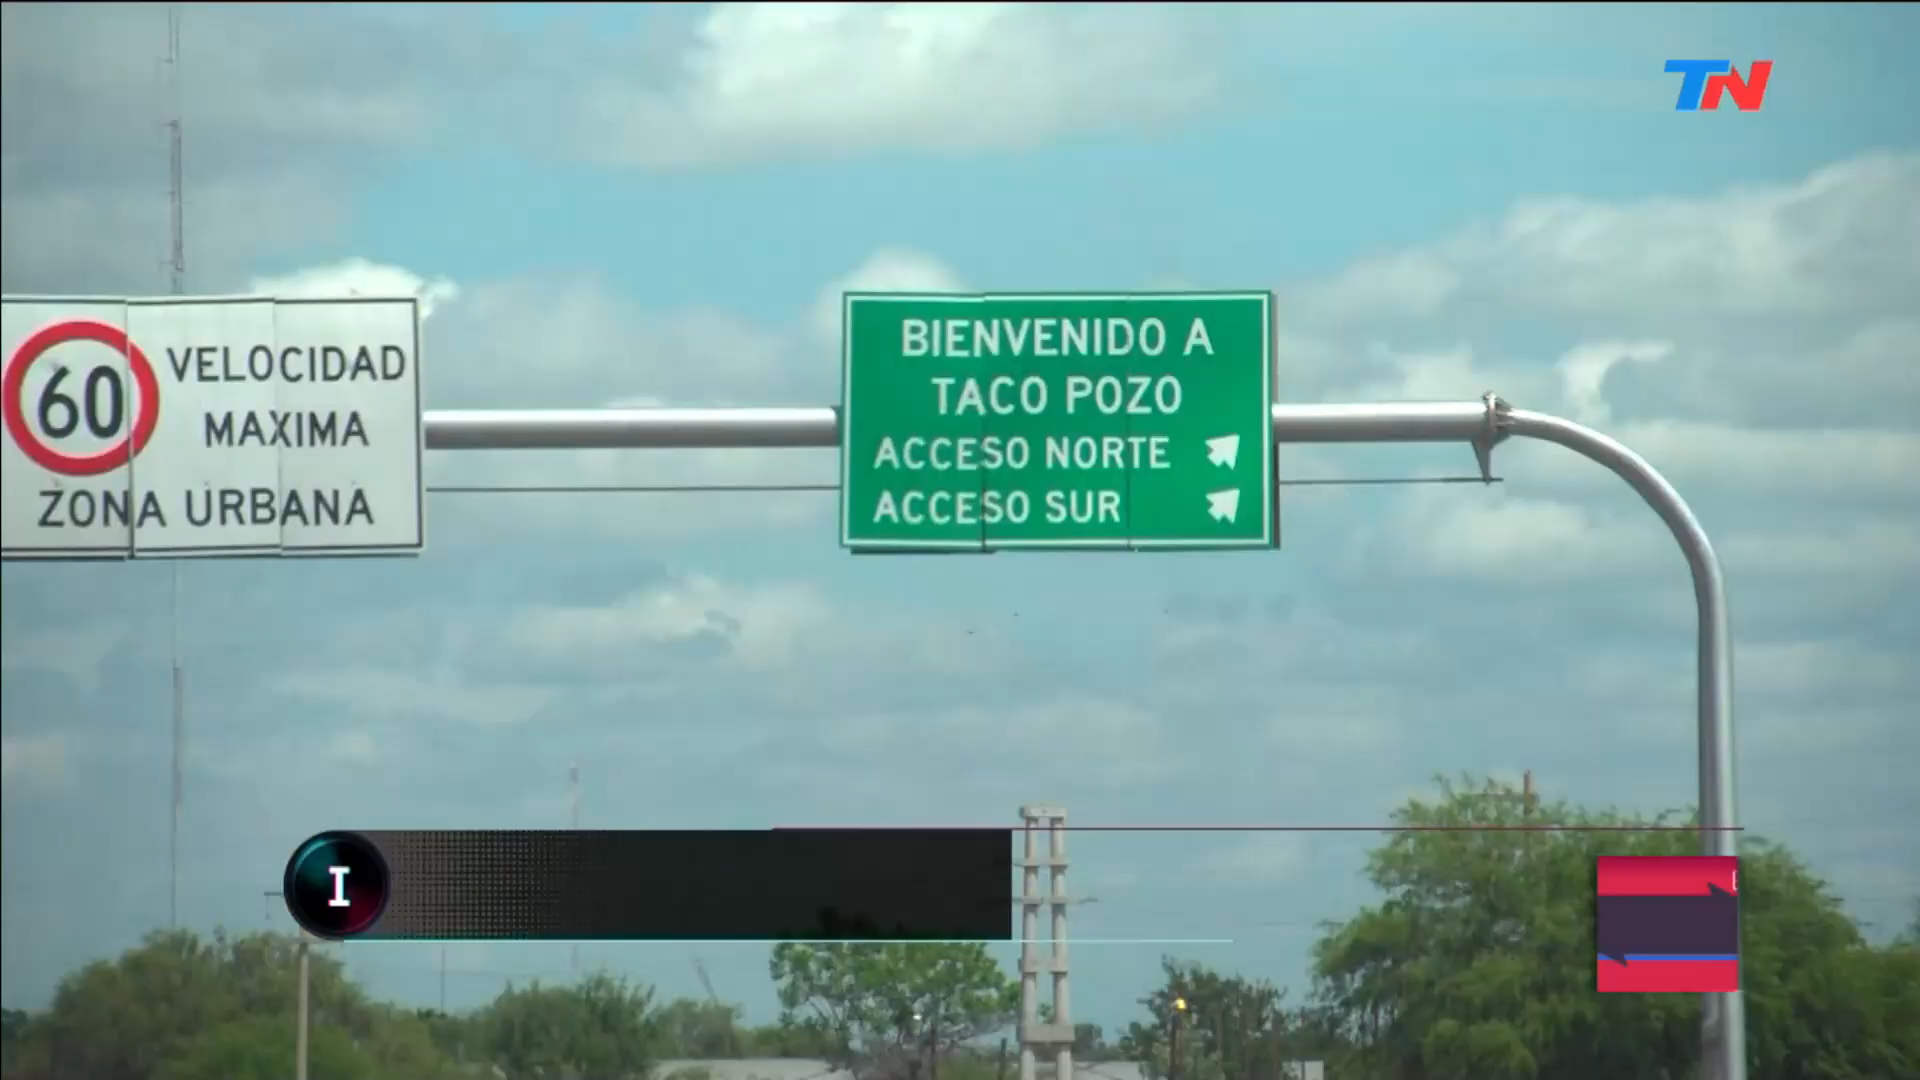 TN
60
VELOCIDAD
MAXIMA
ZONA URBANA
BIENVENIDO A
TACO POZO
ACCESO NORTE
ACCESO SUR
I